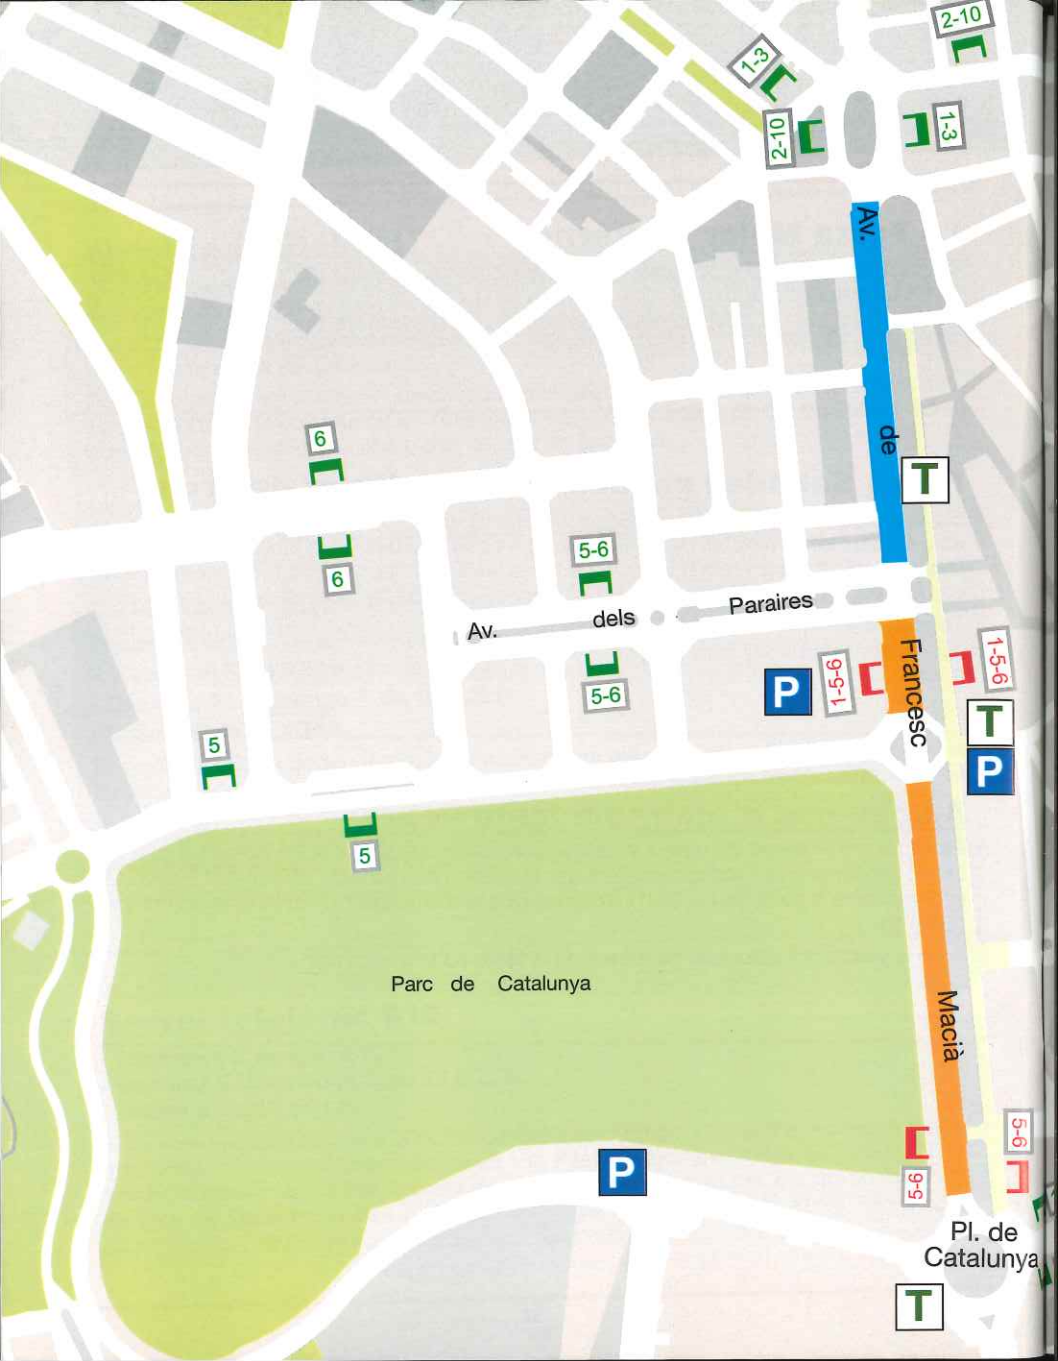 2-10
1-3
2-10
1-3
Av.
6
de
T
6
5-6
Av. dels Paraires
5-6
P
1-5-6
Francesc
1-5-6
T
P
5
5
Parc de Catalunya
Macià
5-6
5-6
P
Pl. de
Catalunya
T